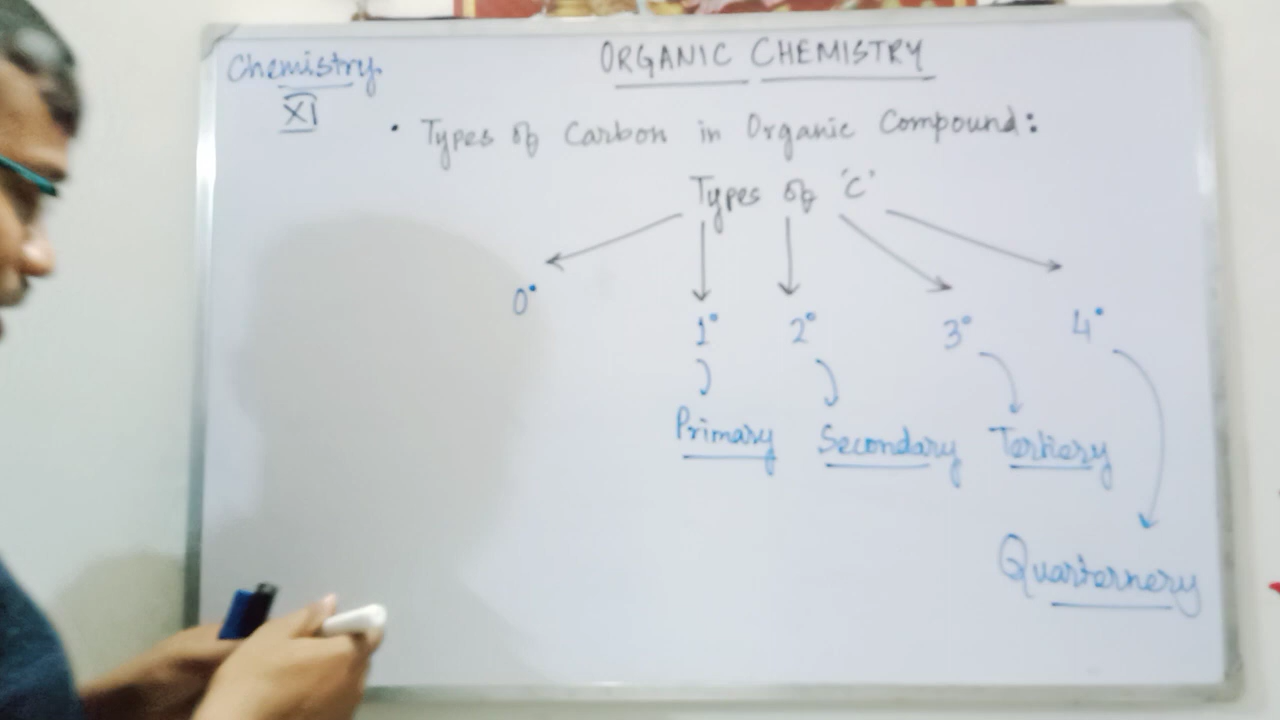 Chemistry
XI
ORGANIC CHEMISTRY
• Types of Carbon in Organic Compound:
Types of 'C'
0° 1° 2° 3° 4°
Primary Secondary Tertiery
Quarternery